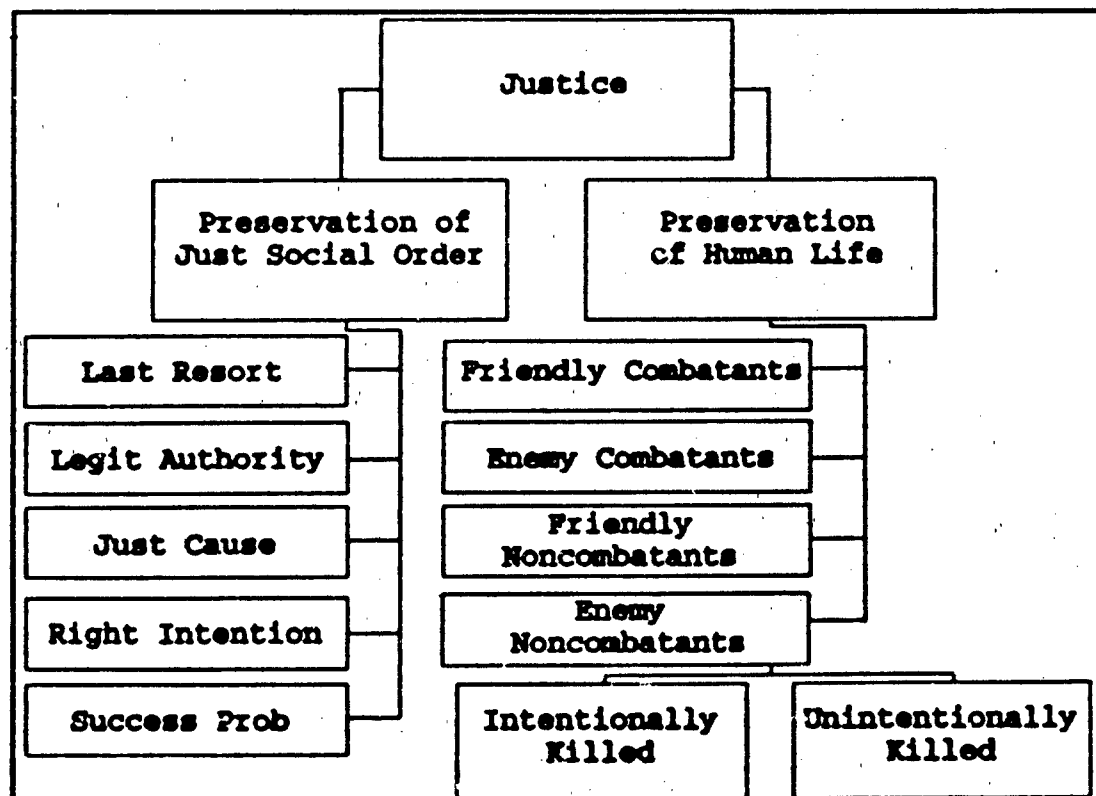 Justice
Preservation of
Just Social Order
Preservation
cf Human Life
Last Resort
Legit Authority
Just Cause
Right Intention
Success Prob
Friendly Combatants
Enemy Combatants
Friendly
Noncombatants
Enemy
Noncombatants
Intentionally
Killed
Unintentionally
Killed